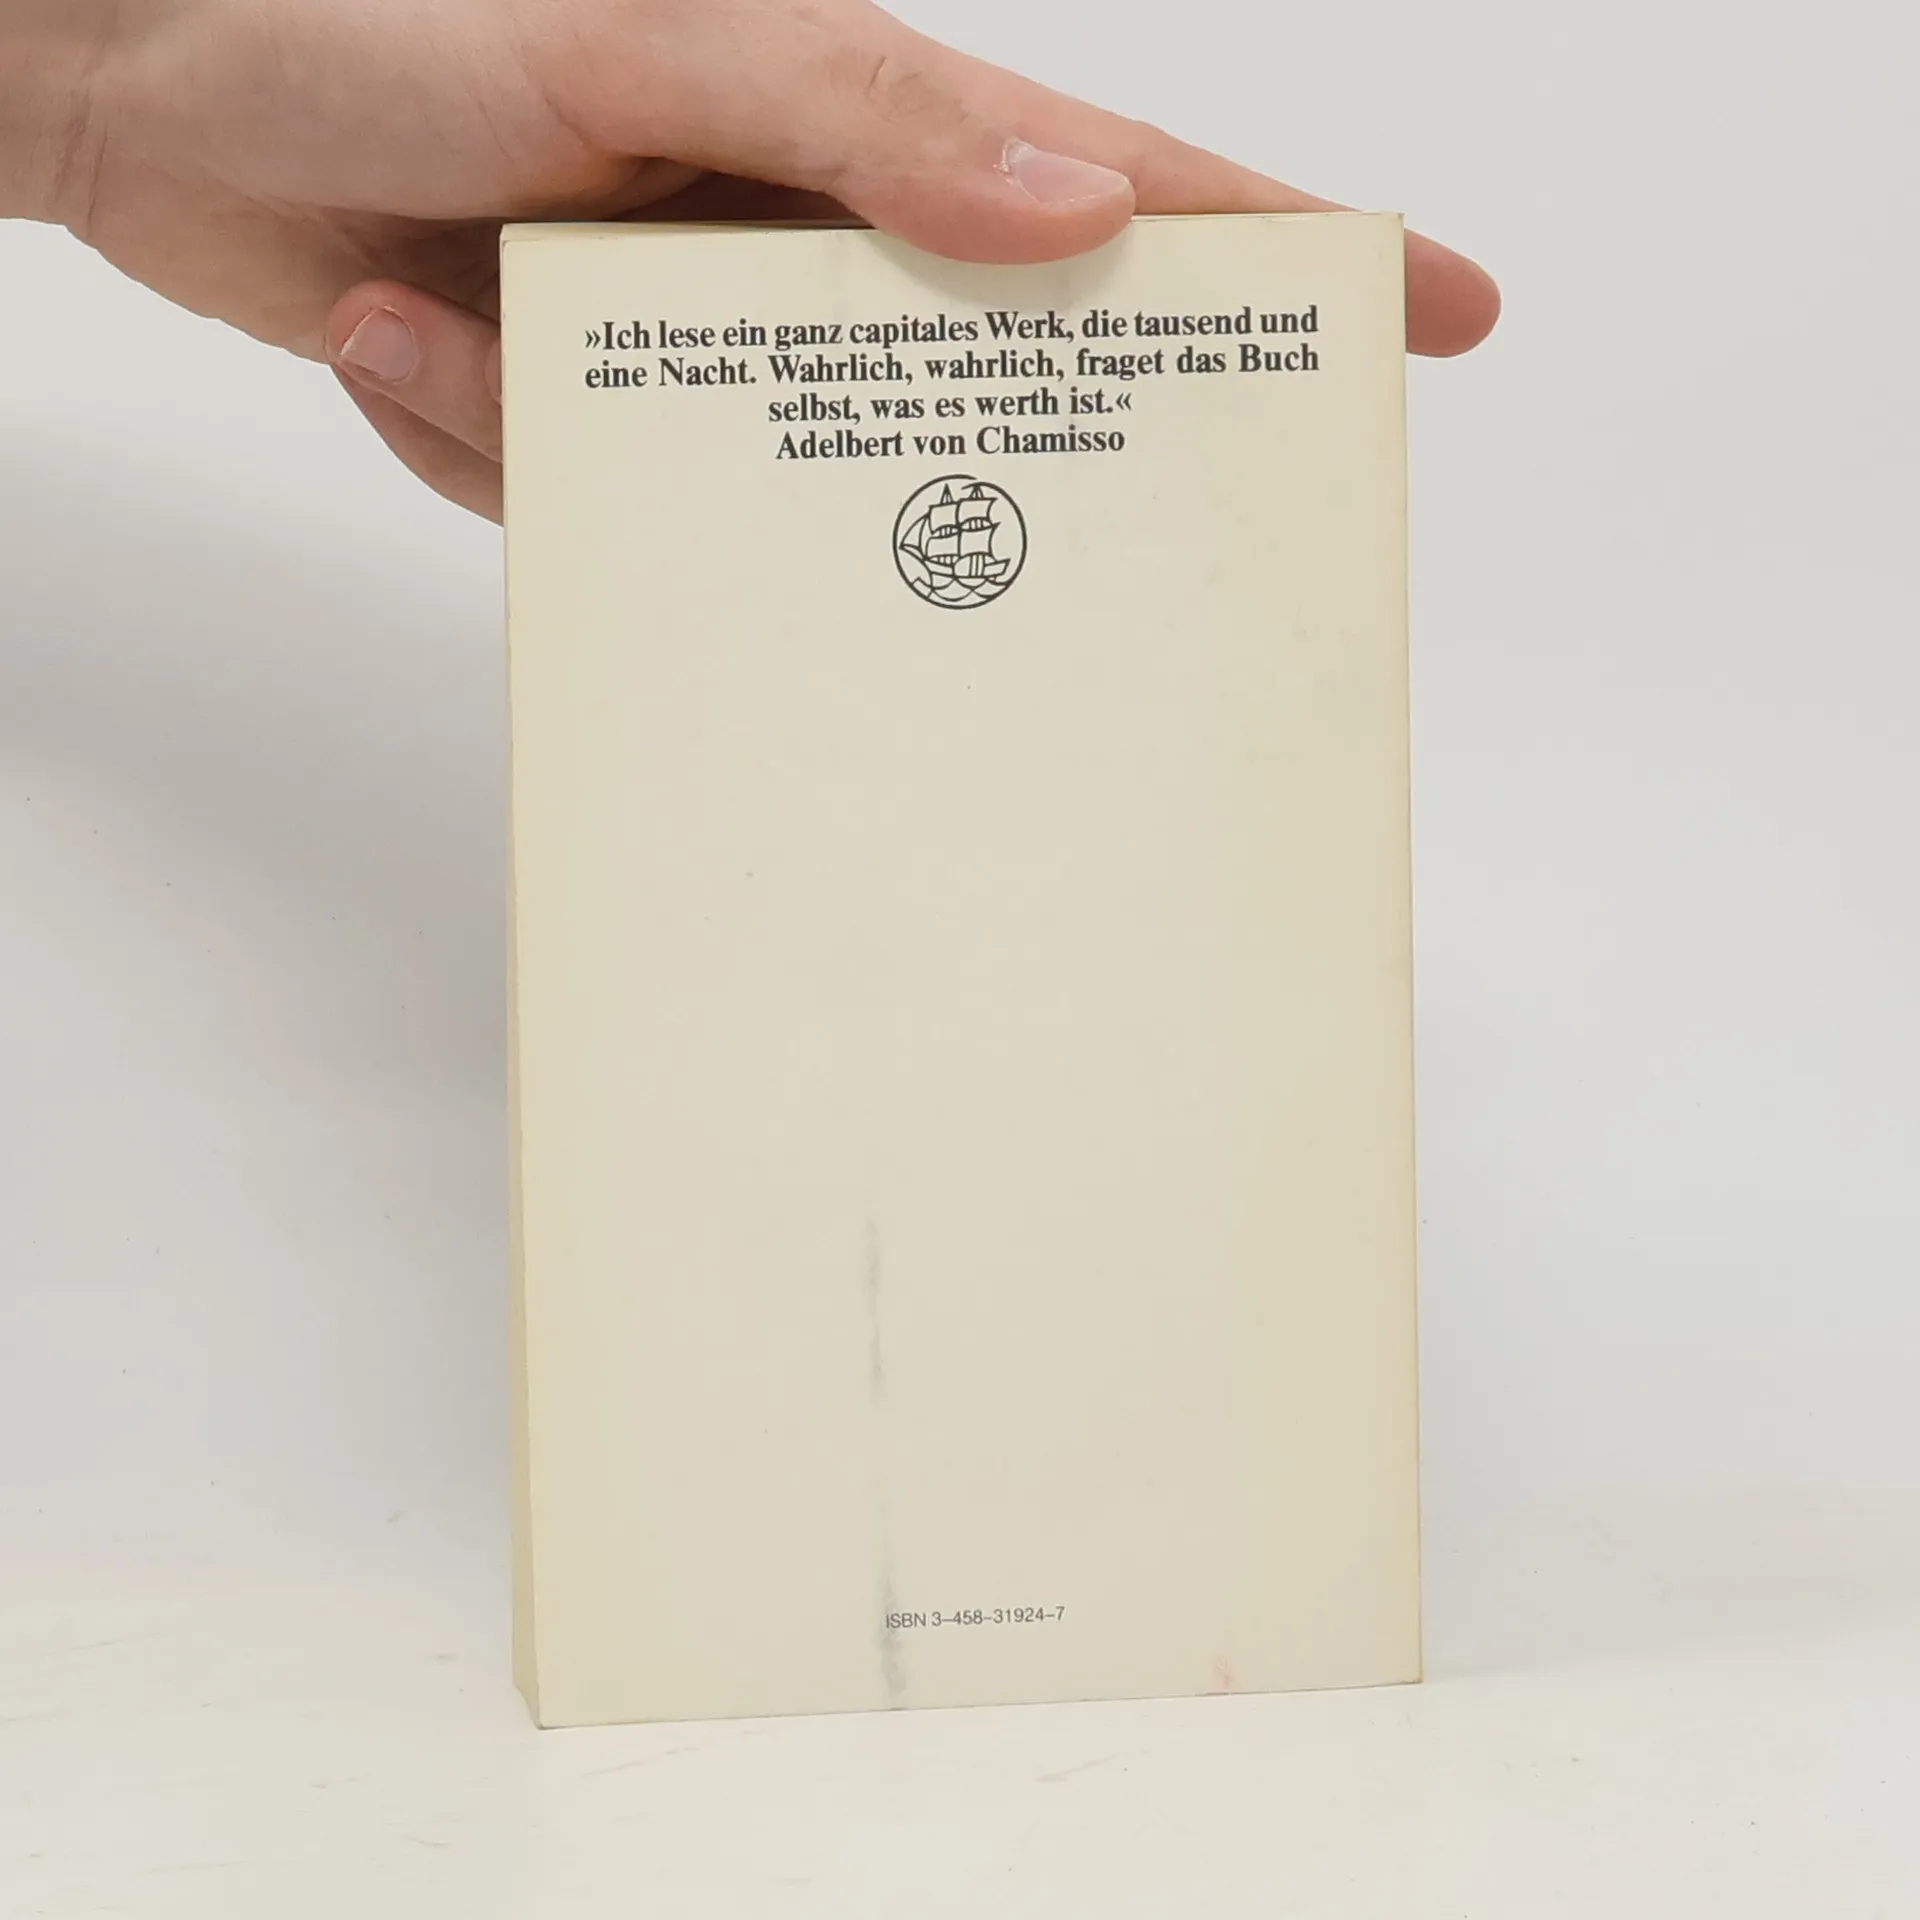 »Ich lese ein ganz capitales Werk, die tausend und
eine Nacht. Wahrlich, wahrlich, fraget das Buch
selbst, was es werth ist.«
Adelbert von Chamisso
ISBN 3–458–31924–7